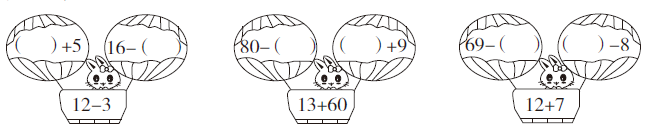 (  )+5 16-(  ) 80-(  ) (  )+9 69-(  ) (  )-8
12-3 13+60 12+7